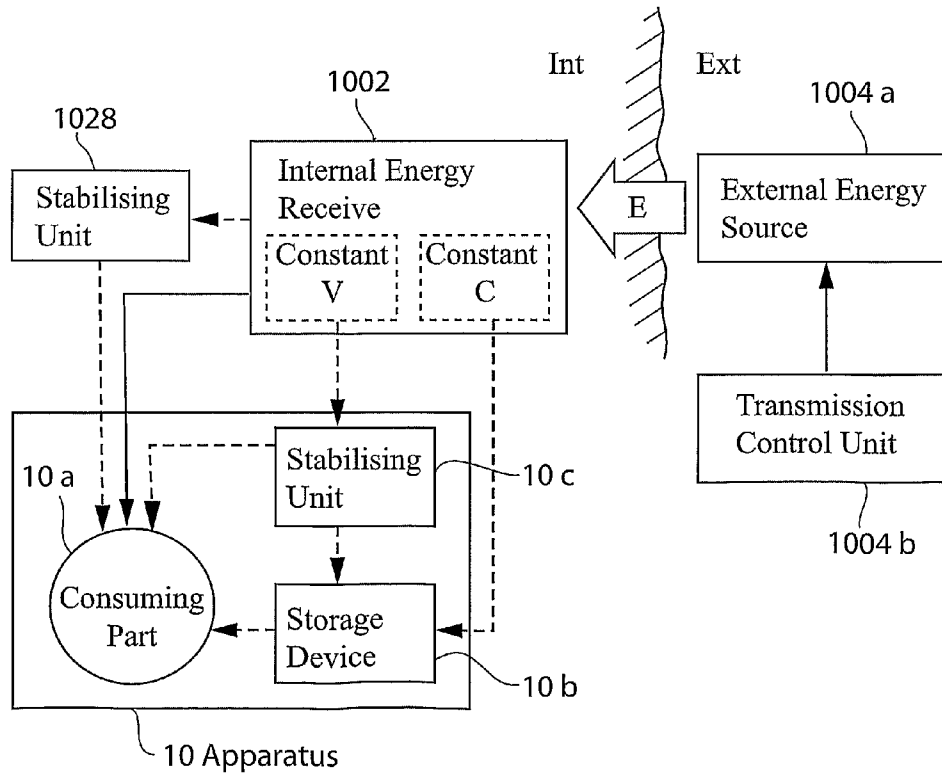 Int
Ext
1002
1004 a
1028
Internal Energy
Receive
Stabilising
Unit
E
External Energy
Source
Constant
V
Constant
C
Transmission
Control Unit
10 a
Stabilising
Unit
10 c
1004 b
Consuming
Part
Storage
Device
10 b
10 Apparatus